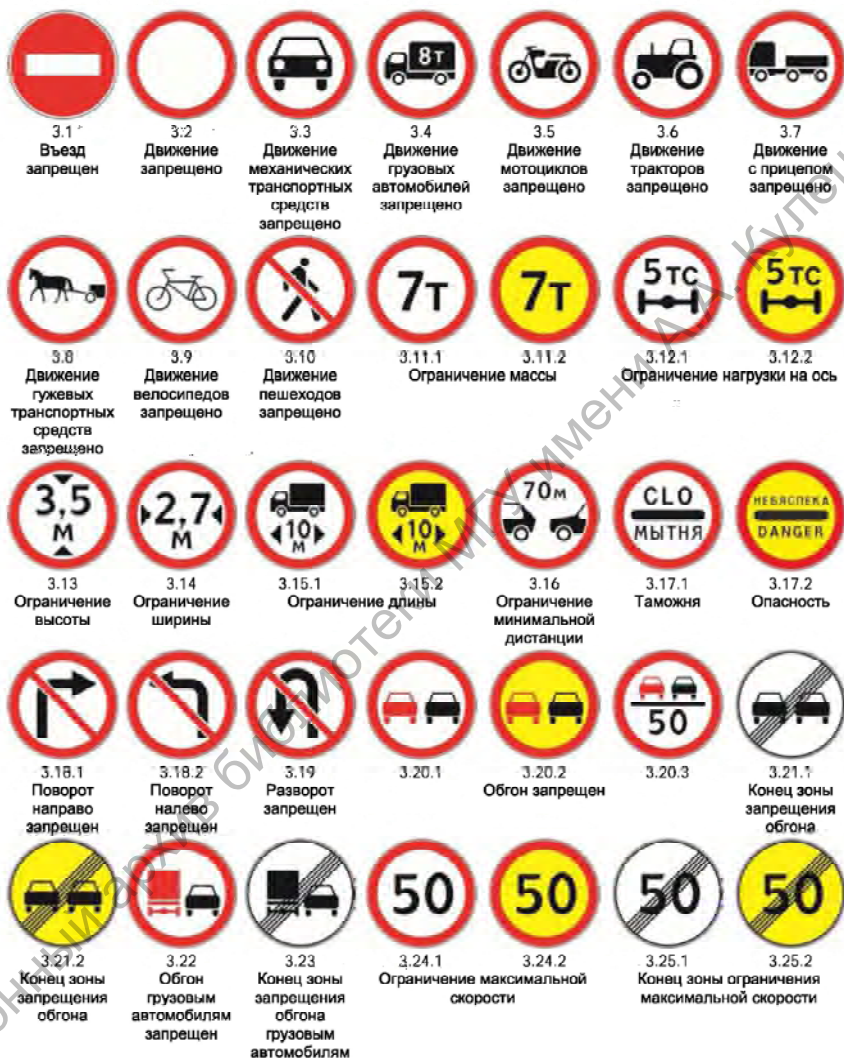 8т
3.1
Въезд
запрещен
3.2
Движение
запрещено
3.3
Движение
механических
транспортных
средств
запрещено
3.4
Движение
грузовых
автомобилей
запрещено
3.5
Движение
мотоциклов
запрещено
3.6
Движение
тракторов
запрещено
3.7
Движение
с прицепом
запрещено
7т
7т
5тс
5тс
3.8
Движение
гужевых
транспортных
средств
запрещено
3.9
Движение
велосипедов
запрещено
3.10
Движение
пешеходов
запрещено
3.11.1
3.11.2
Ограничение массы
3.12.1
3.12.2
Ограничение нагрузки на ось
3,5
м
2,7
м
10
м
10
м
70м
CLO
МЫТНЯ
НЕБЯСПЕКА
DANGER
3.13
Ограничение
высоты
3.14
Ограничение
ширины
3.15.1
3.15.2
Ограничение длины
3.16
Ограничение
минимальной
дистанции
3.17.1
Таможня
3.17.2
Опасность
50
3.18.1
Поворот
направо
запрещен
3.18.2
Поворот
налево
запрещен
3.19
Разворот
запрещен
3.20.1
3.20.2
3.20.3
Обгон запрещен
3.21.1
Конец зоны
запрещения
обгона
50
50
50
50
3.21.2
Конец зоны
запрещения
обгона
3.22
Обгон
грузовым
автомобилям
запрещен
3.23
Конец зоны
запрещения
обгона
грузовым
автомобилям
3.24.1
3.24.2
Ограничение максимальной
скорости
3.25.1
3.25.2
Конец зоны ограничения
максимальной скорости
архив библиотеки МГУ имени А.А. Кулеш